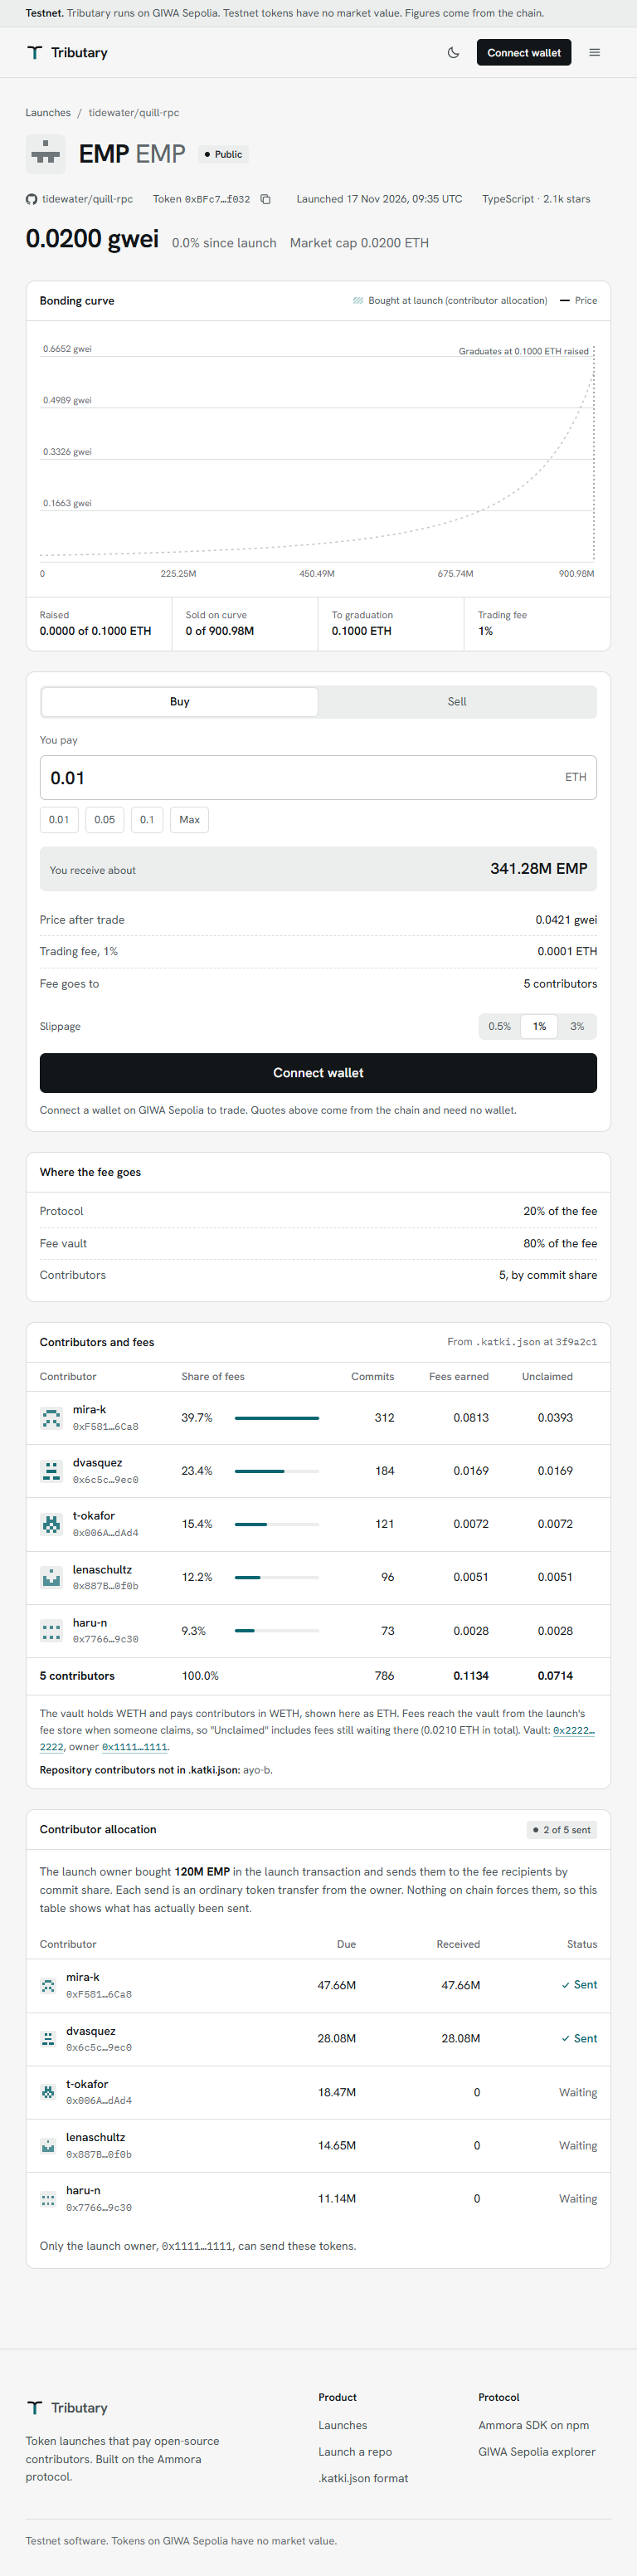 Testnet. Tributary runs on GIWA Sepolia. Testnet tokens have no market value. Figures come from the chain.
Tributary
Connect wallet
Launches / tidewater/quill-rpc
EMP EMP Public
tidewater/quill-rpc Token 0xBFc7…f032 Launched 17 Nov 2026, 09:35 UTC TypeScript · 2.1k stars
0.0200 gwei 0.0% since launch Market cap 0.0200 ETH
Bonding curve
Bought at launch (contributor allocation) Price
Graduates at 0.1000 ETH raised
0.6652 gwei
0.4989 gwei
0.3326 gwei
0.1663 gwei
0 225.25M 450.49M 675.74M 900.98M
Raised Sold on curve To graduation Trading fee
0.0000 of 0.1000 ETH 0 of 900.98M 0.1000 ETH 1%
Buy Sell
You pay
0.01 ETH
0.01 0.05 0.1 Max
You receive about 341.28M EMP
Price after trade 0.0421 gwei
Trading fee, 1% 0.0001 ETH
Fee goes to 5 contributors
Slippage 0.5% 1% 3%
Connect wallet
Connect a wallet on GIWA Sepolia to trade. Quotes above come from the chain and need no wallet.
Where the fee goes
Protocol 20% of the fee
Fee vault 80% of the fee
Contributors 5, by commit share
Contributors and fees From .katki.json at 3f9a2c1
Contributor Share of fees Commits Fees earned Unclaimed
mira-k
0xF581…6Ca8
39.7% 312 0.0813 0.0393
dvasquez
0x6c5c…9ec0
23.4% 184 0.0169 0.0169
t-okafor
0x006A…dAd4
15.4% 121 0.0072 0.0072
lenaschultz
0x887B…0f0b
12.2% 96 0.0051 0.0051
haru-n
0x7766…9c30
9.3% 73 0.0028 0.0028
5 contributors 100.0% 786 0.1134 0.0714
The vault holds WETH and pays contributors in WETH, shown here as ETH. Fees reach the vault from the launch's
fee store when someone claims, so "Unclaimed" includes fees still waiting there (0.0210 ETH in total). Vault: 0x2222…
2222, owner 0x1111…1111.
Repository contributors not in .katki.json: ayo-b.
Contributor allocation 2 of 5 sent
The launch owner bought 120M EMP in the launch transaction and sends them to the fee recipients by
commit share. Each send is an ordinary token transfer from the owner. Nothing on chain forces them, so this
table shows what has actually been sent.
Contributor Due Received Status
mira-k
0xF581…6Ca8
47.66M 47.66M Sent
dvasquez
0x6c5c…9ec0
28.08M 28.08M Sent
t-okafor
0x006A…dAd4
18.47M 0 Waiting
lenaschultz
0x887B…0f0b
14.65M 0 Waiting
haru-n
0x7766…9c30
11.14M 0 Waiting
Only the launch owner, 0x1111…1111, can send these tokens.
Tributary
Token launches that pay open-source
contributors. Built on the Ammora
protocol.
Product
Launches
Launch a repo
.katki.json format
Protocol
Ammora SDK on npm
GIWA Sepolia explorer
Testnet software. Tokens on GIWA Sepolia have no market value.